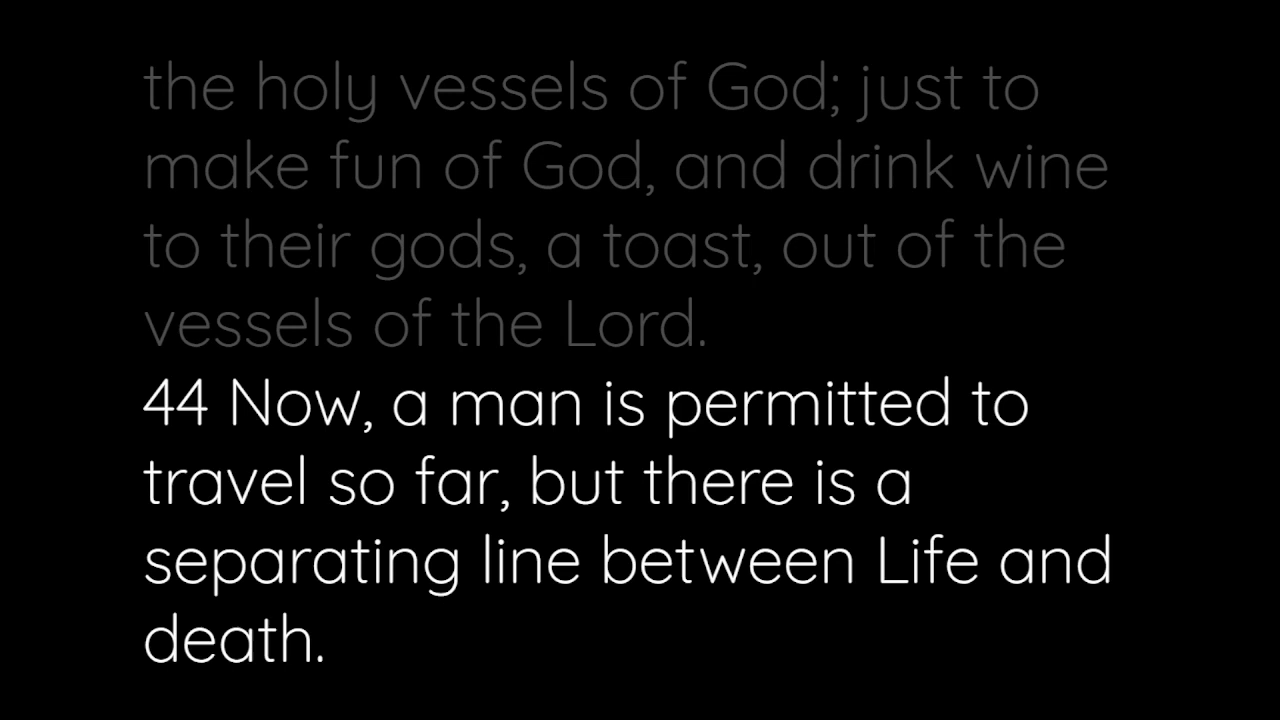 the holy vessels of God; just to
make fun of God, and drink wine
to their gods, a toast, out of the
vessels of the Lord.
44 Now, a man is permitted to
travel so far, but there is a
separating line between Life and
death.